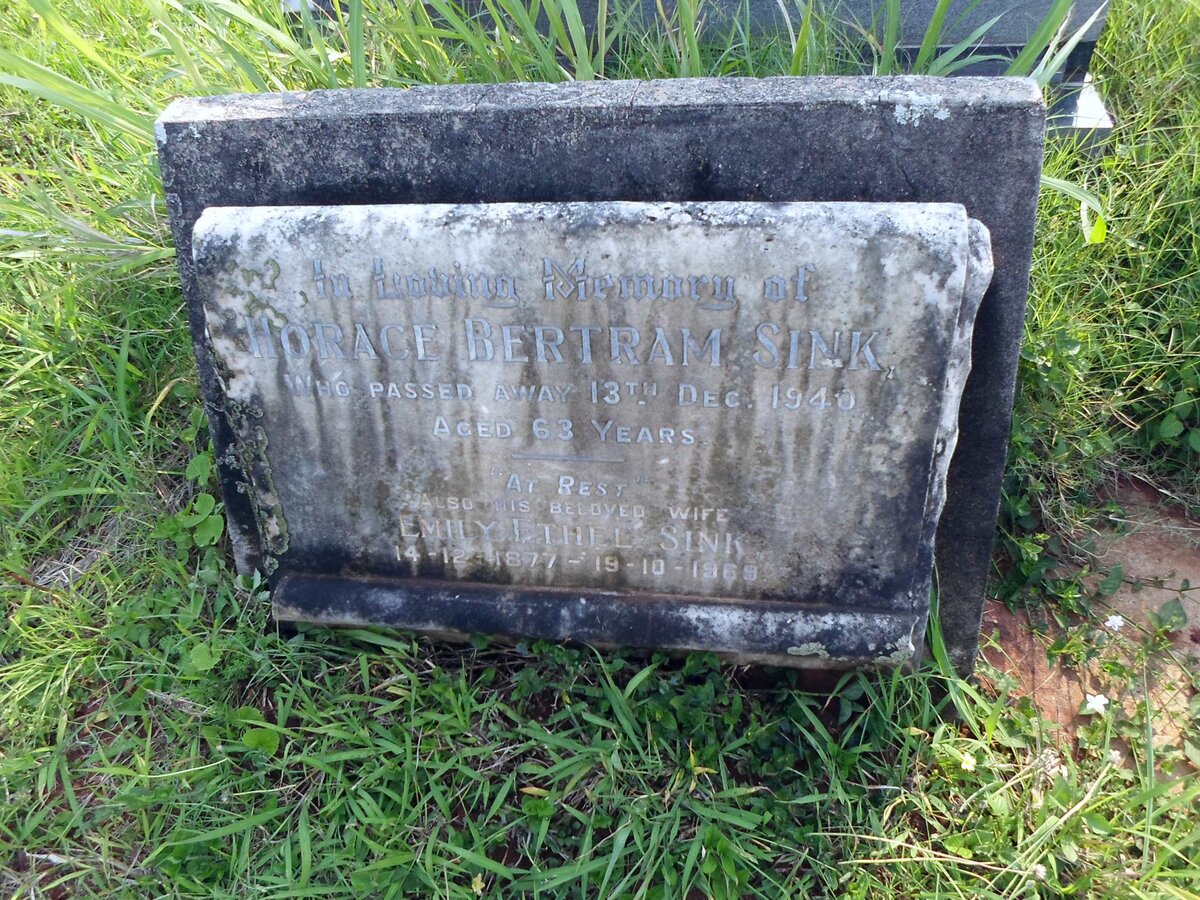 In Loving Memory of
HORACE BERTRAM SINK,
WHO PASSED AWAY 13TH DEC. 1940
AGED 63 YEARS
"AT REST"
ALSO HIS BELOVED WIFE
EMILY ETHEL SINK
14-12-1877 - 19-10-1969